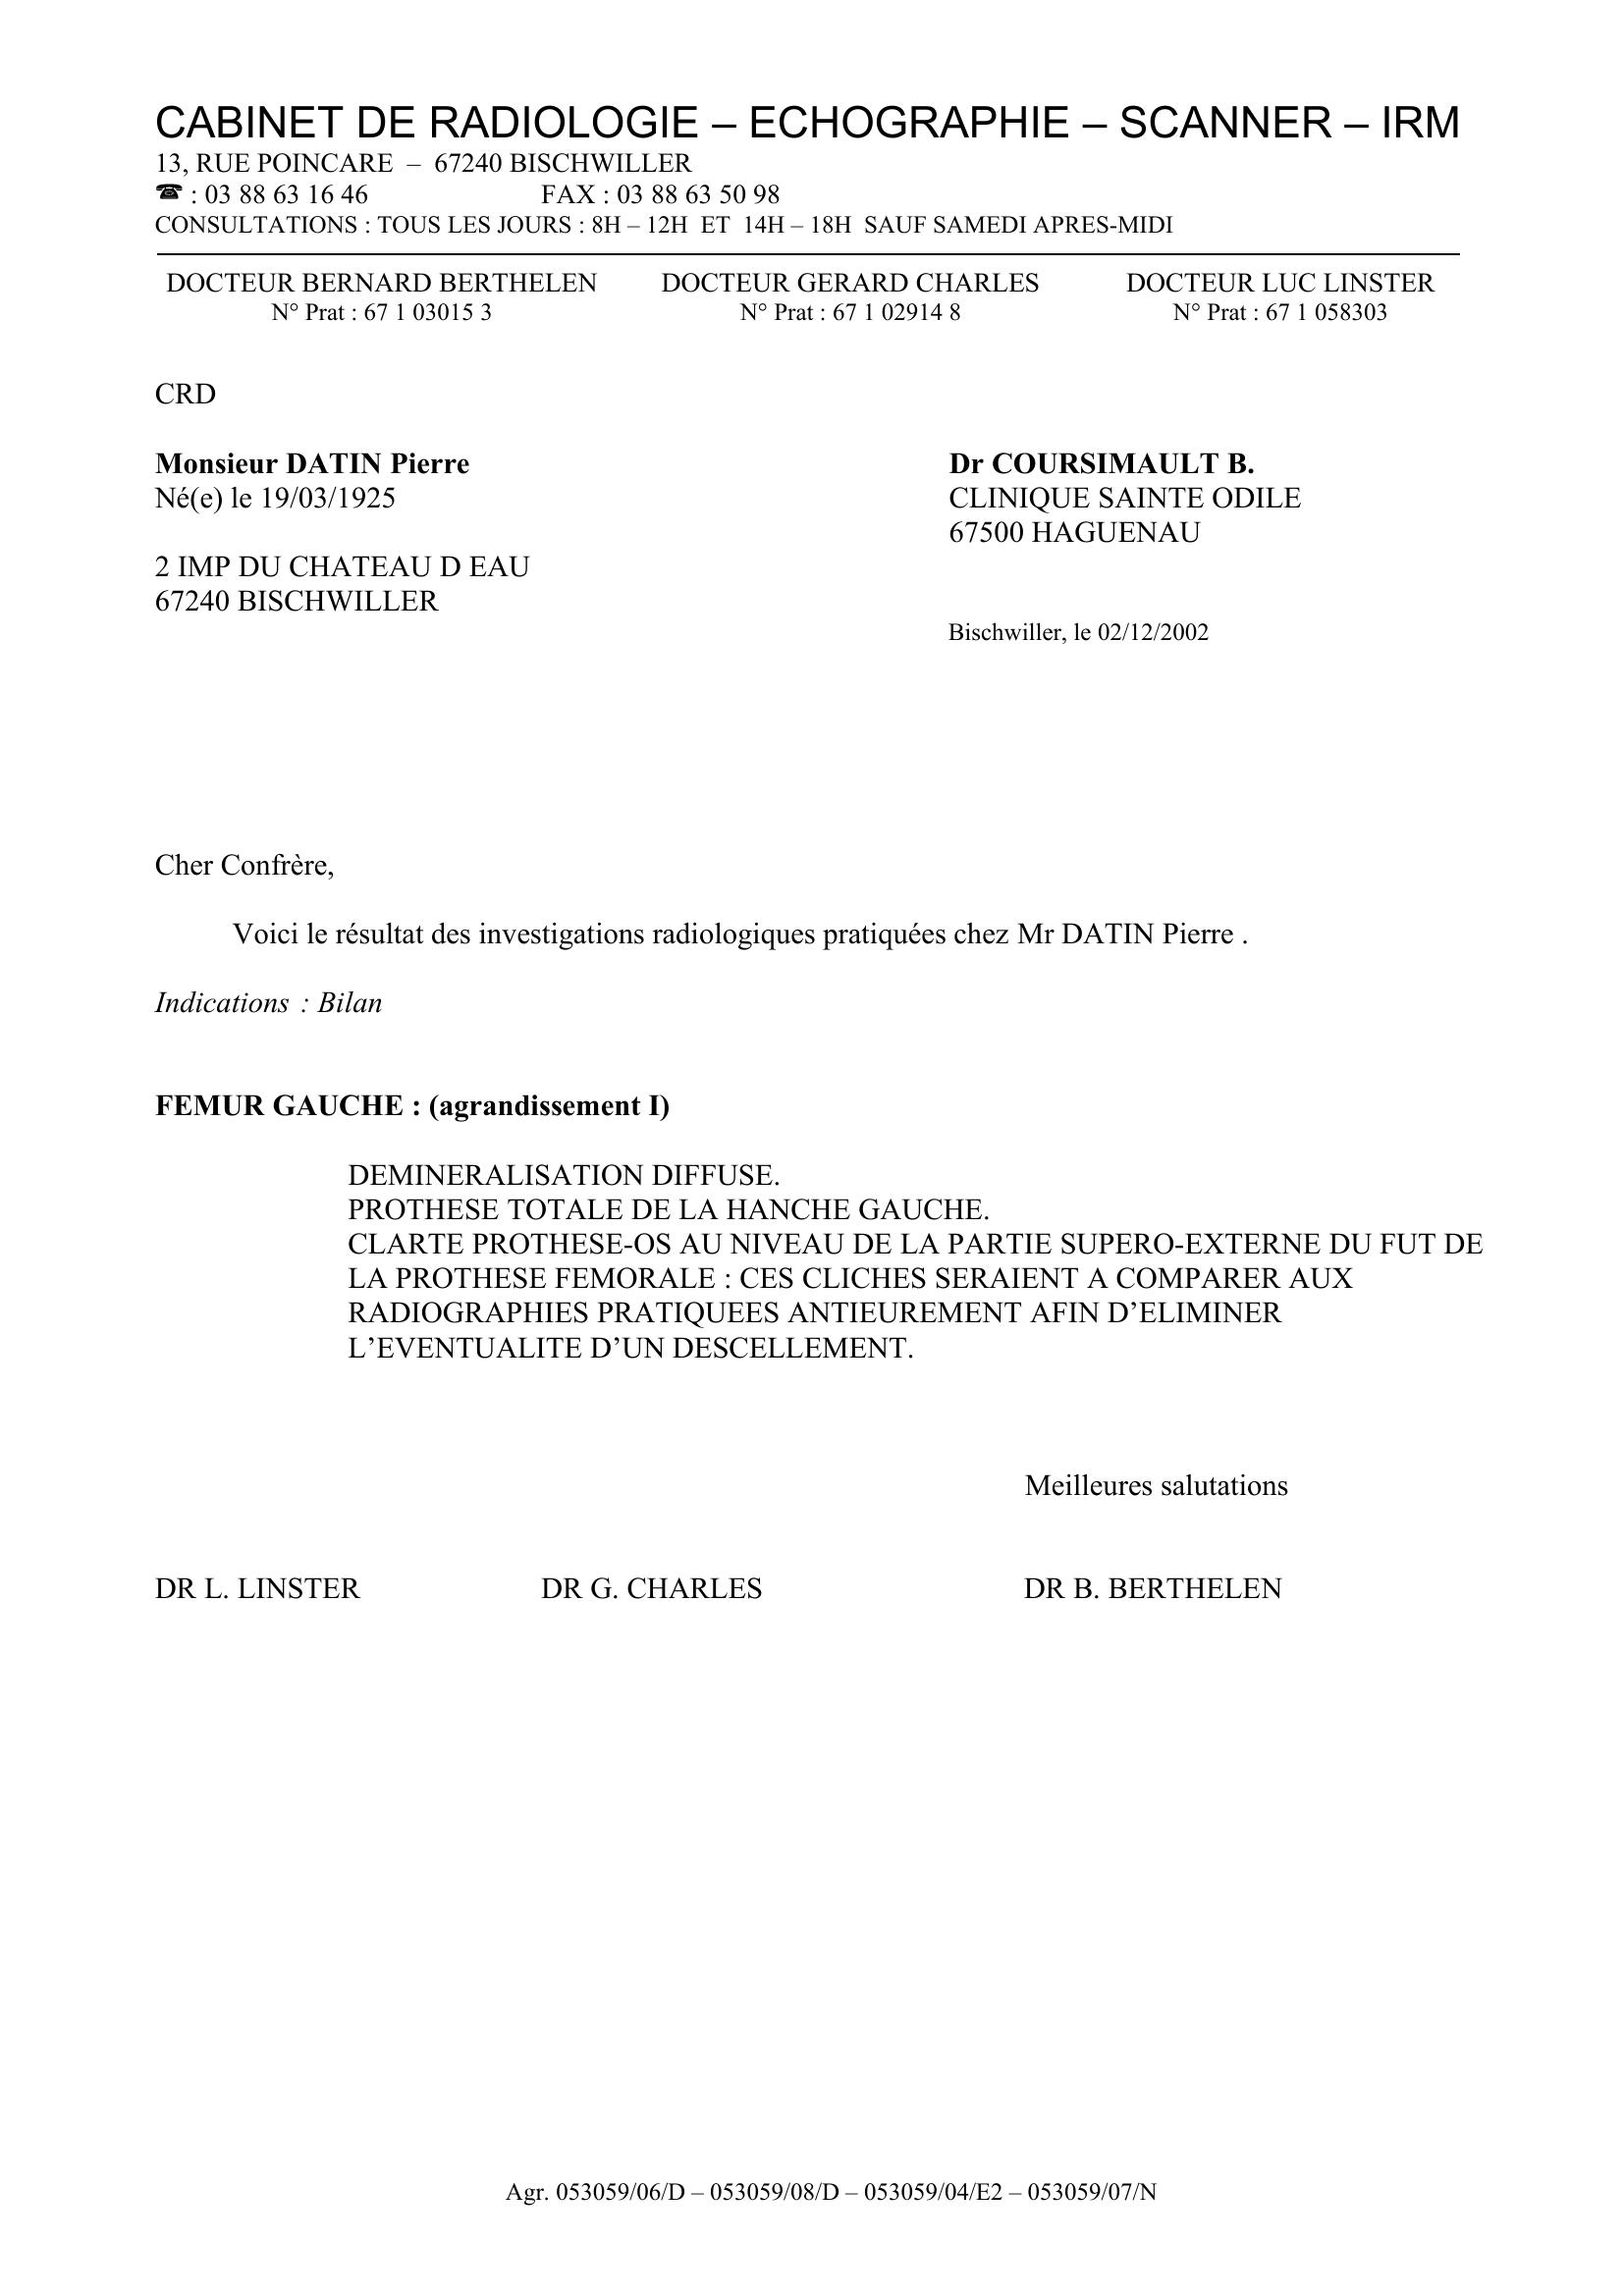 CABINET DE RADIOLOGIE – ECHOGRAPHIE – SCANNER – IRM
13, RUE POINCARE – 67240 BISCHWILLER
☎ : 03 88 63 16 46 FAX : 03 88 63 50 98
CONSULTATIONS : TOUS LES JOURS : 8H – 12H ET 14H – 18H SAUF SAMEDI APRES-MIDI
DOCTEUR BERNARD BERTHELEN DOCTEUR GERARD CHARLES DOCTEUR LUC LINSTER
N° Prat : 67 1 03015 3 N° Prat : 67 1 02914 8 N° Prat : 67 1 058303
CRD
Monsieur DATIN Pierre
Né(e) le 19/03/1925
2 IMP DU CHATEAU D EAU
67240 BISCHWILLER
Dr COURSIMAULT B.
CLINIQUE SAINTE ODILE
67500 HAGUENAU
Bischwiller, le 02/12/2002
Cher Confrère,
Voici le résultat des investigations radiologiques pratiquées chez Mr DATIN Pierre .
Indications : Bilan
FEMUR GAUCHE : (agrandissement I)
DEMINERALISATION DIFFUSE.
PROTHESE TOTALE DE LA HANCHE GAUCHE.
CLARTE PROTHESE-OS AU NIVEAU DE LA PARTIE SUPERO-EXTERNE DU FUT DE
LA PROTHESE FEMORALE : CES CLICHES SERAIENT A COMPARER AUX
RADIOGRAPHIES PRATIQUEES ANTIEUREMENT AFIN D’ELIMINER
L’EVENTUALITE D’UN DESCELLEMENT.
Meilleures salutations
DR L. LINSTER DR G. CHARLES DR B. BERTHELEN
Agr. 053059/06/D – 053059/08/D – 053059/04/E2 – 053059/07/N